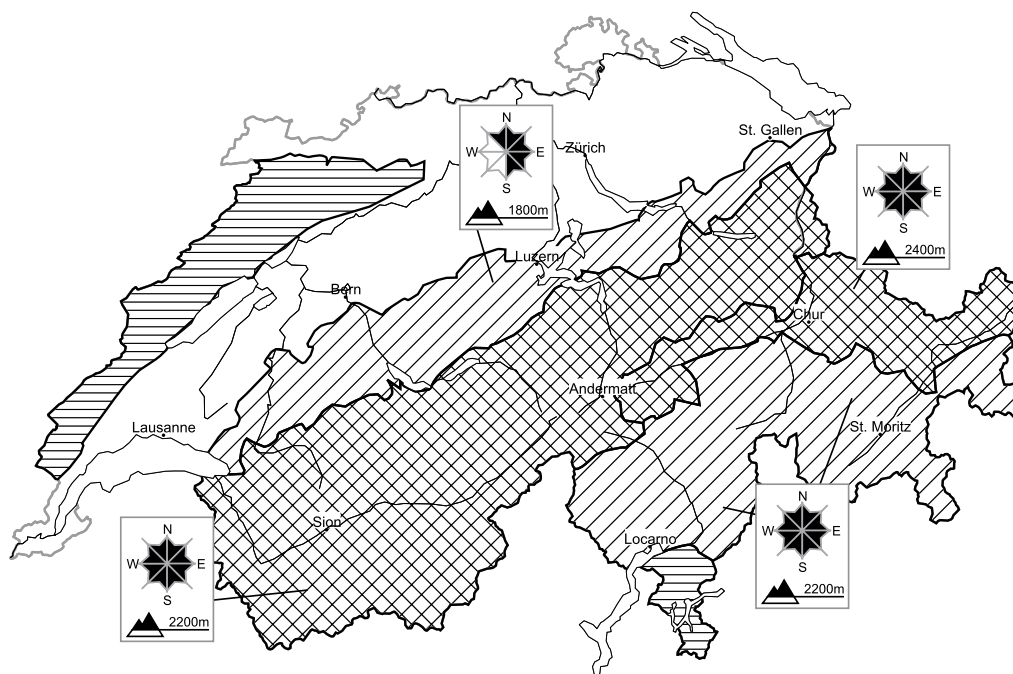 St. Gallen
Zürich
N
W E
S
1800m
N
W E
S
2400m
Luzern
Bern
Chur
Andermatt
Lausanne
St. Moritz
Sion
Locarno
N
W E
S
2200m
N
W E
S
2200m